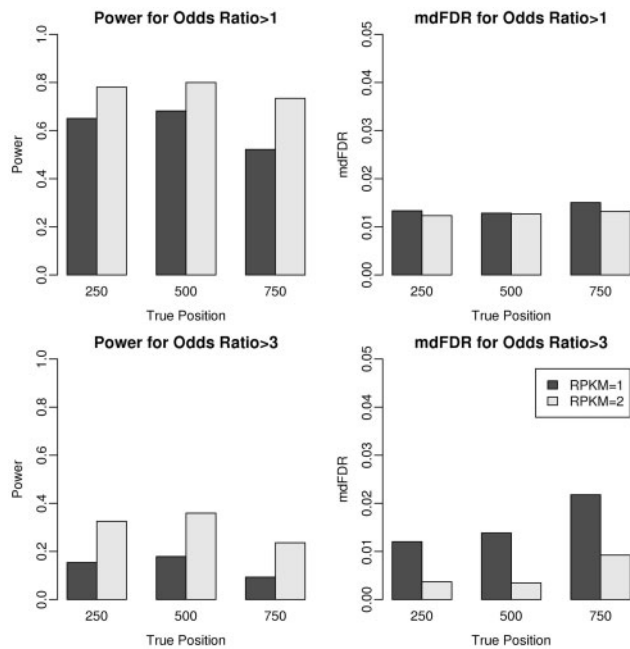 Power for Odds Ratio>1
Power
0.0 0.2 0.4 0.6 0.8 1.0
250 500 750
True Position
mdFDR for Odds Ratio>1
mdFDR
0.00 0.01 0.02 0.03 0.04 0.05
250 500 750
True Position
Power for Odds Ratio>3
Power
0.0 0.2 0.4 0.6 0.8 1.0
250 500 750
True Position
mdFDR for Odds Ratio>3
mdFDR
0.00 0.01 0.02 0.03 0.04 0.05
RPKM=1
RPKM=2
250 500 750
True Position